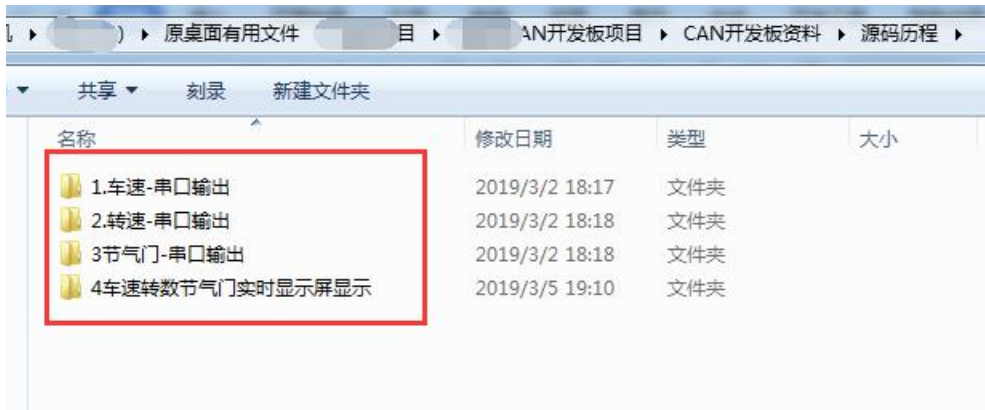 ) ▸ 原桌面有用文件 目 ▸ AN开发板项目 ▸ CAN开发板资料 ▸ 源码历程 ▸
共享 刻录 新建文件夹
名称 修改日期 类型 大小
1.车速-串口输出 2019/3/2 18:17 文件夹
2.转速-串口输出 2019/3/2 18:18 文件夹
3节气门-串口输出 2019/3/2 18:18 文件夹
4车速转数节气门实时显示屏显示 2019/3/5 19:10 文件夹